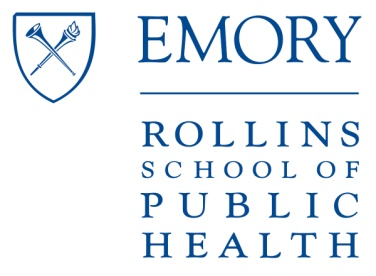 EMORY
ROLLINS
SCHOOL OF
PUBLIC
HEALTH